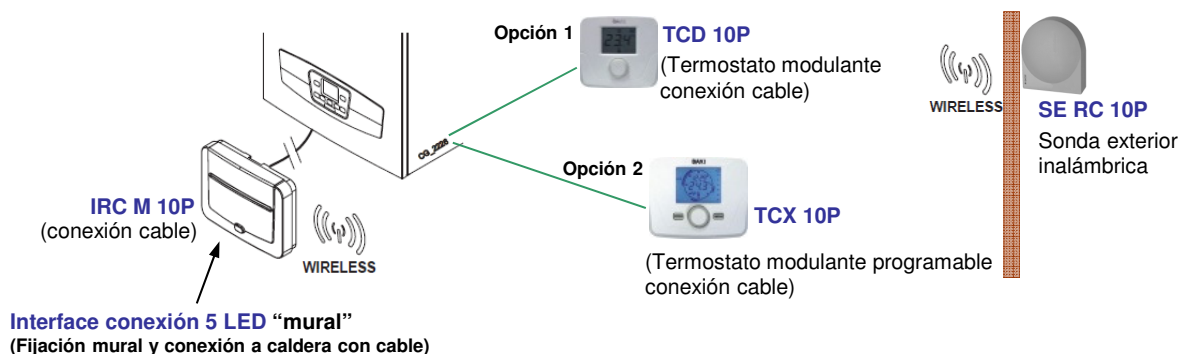 Opción 1
TCD 10P
(Termostato modulante
conexión cable)
WIRELESS
SE RC 10P
Sonda exterior
inalámbrica
CG_2226
Opción 2
BAXI
TCX 10P
(Termostato modulante programable
conexión cable)
IRC M 10P
(conexión cable)
WIRELESS
Interface conexión 5 LED “mural”
(Fijación mural y conexión a caldera con cable)